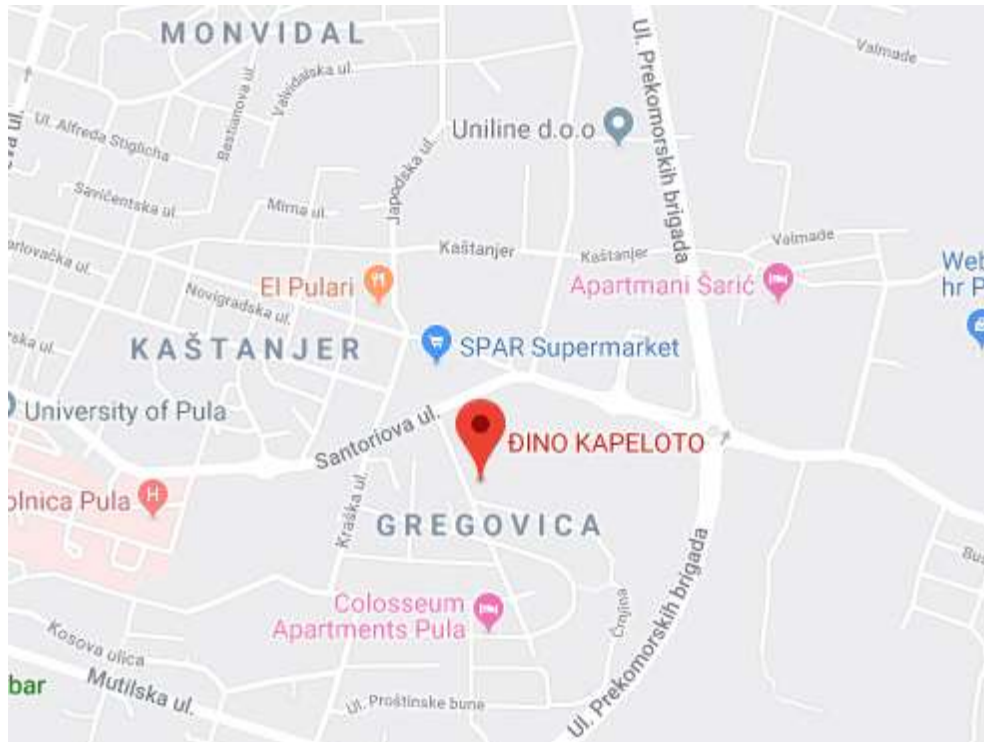 MONVIDAL
Valvidalska ul.
Bastianova ul.
Ul. Alfreda Štiglicha
Savičentska ul.
Mirna ul.
Japodska ul.
Uniline d.o.o
Ul. Prekomorskih brigada
Valmade
Kaštanjer
Kaštanjer
Valmade
El Pulari
Apartmani Šarić
Web
hr P
Novigradska ul.
KAŠTANJER
SPAR Supermarket
University of Pula
Santoriova ul.
ĐINO KAPELOTO
olnica Pula
H
Kraška ul.
GREGOVICA
Colosseum
Apartments Pula
Črnjina
Ul. Prekomorskih brigada
Bus
Kosova ulica
bar
Mutilska ul.
Ul. Proštinske bune